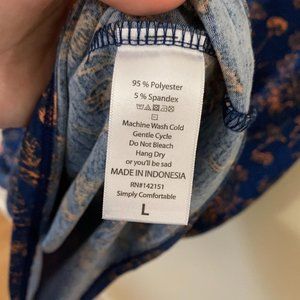 95 % Polyester
5 % Spandex
Machine Wash Cold
Gentle Cycle
Do Not Bleach
Hang Dry
or you'll be sad
MADE IN INDONESIA
RN#142151
Simply Comfortable
L